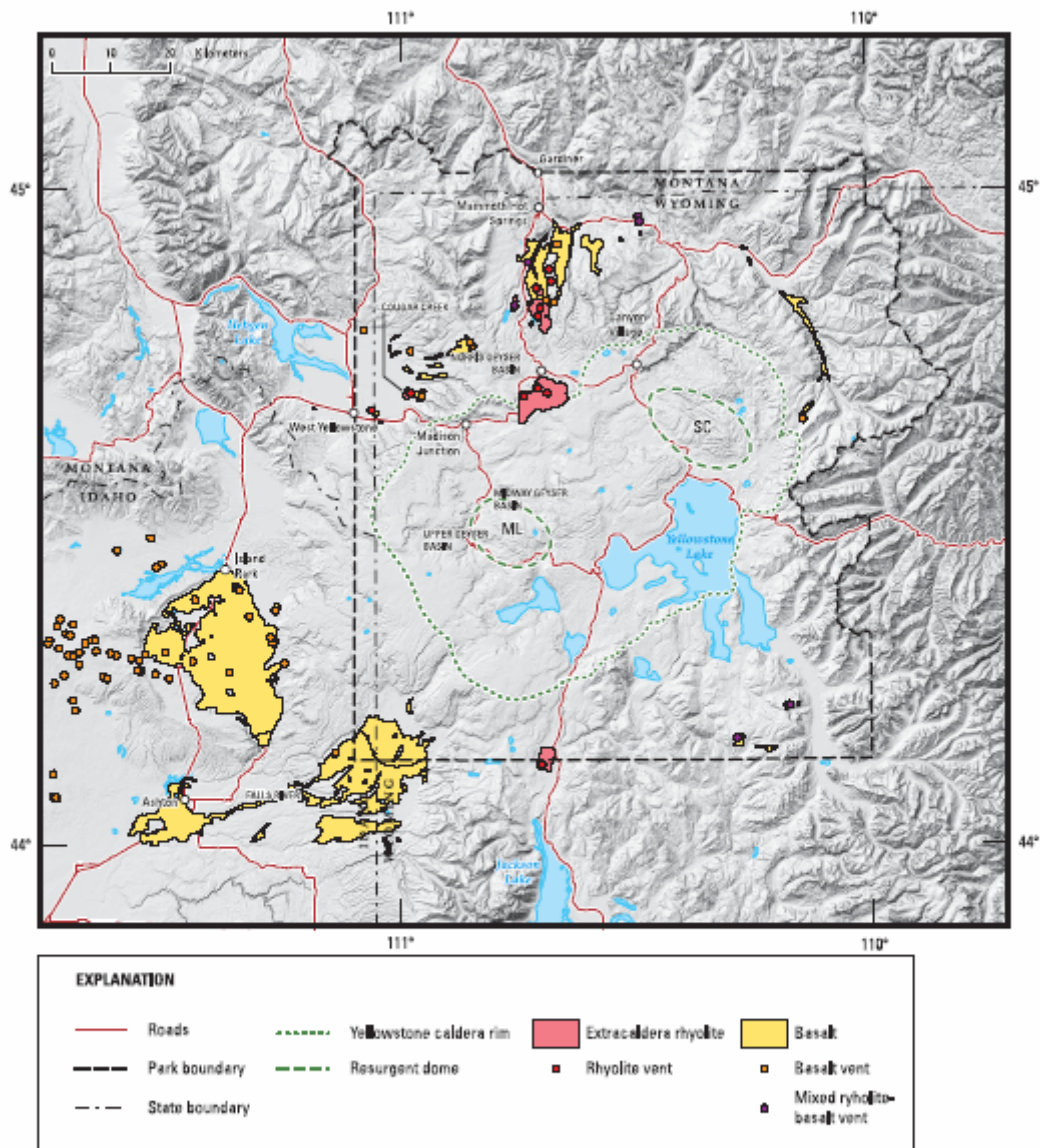 111°
110°
0 10 20 Kilometers
Gardiner
45°
MONTANA
WYOMING
45°
Mammoth Hot
Springs
COUGAR CREEK
Hebgen
Lake
Canyon
Village
NORRIS GEYSER
BASIN
West Yellowstone
Madison
Junction
SC
MONTANA
IDAHO
MIDWAY GEYSER
BASIN
ML
UPPER GEYSER
BASIN
Yellowstone
Lake
Island
Park
Ashton
FALLS RIVER
44°
44°
Jackson
Lake
111°
110°
EXPLANATION
Roads
Yellowstone caldera rim
Extracaldera rhyolite
Basalt
Park boundary
Resurgent dome
Rhyolite vent
Basalt vent
State boundary
Mixed ryholite-
basalt vent